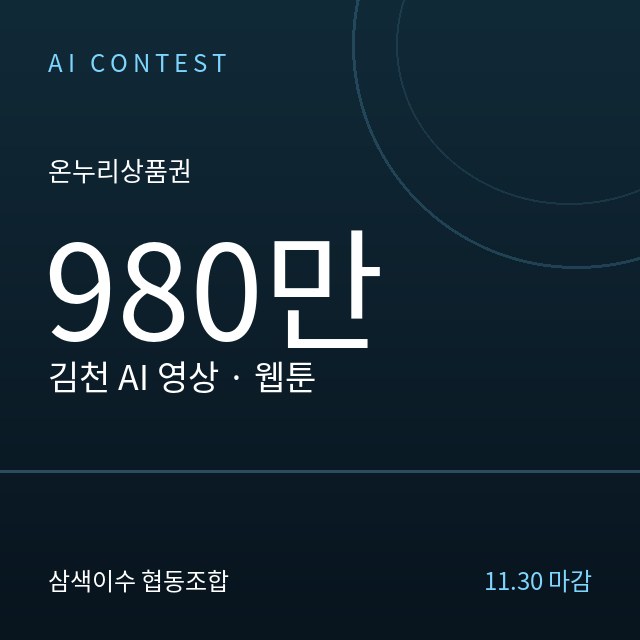 AI CONTEST
온누리상품권
980만
김천 AI 영상 · 웹툰
삼색이수 협동조합
11.30 마감